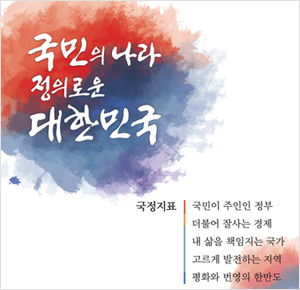 국민의 나라
정의로운
대한민국
국정지표
국민이 주인인 정부
더불어 잘사는 경제
내 삶을 책임지는 국가
고르게 발전하는 지역
평화와 번영의 한반도